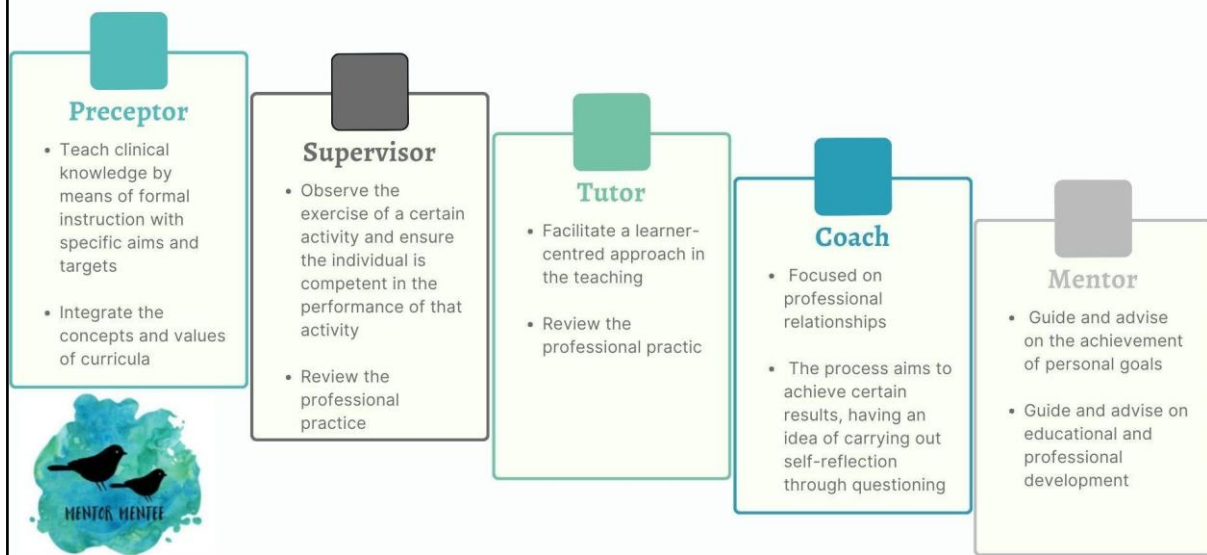 Preceptor
• Teach clinical
knowledge by
means of formal
instruction with
specific aims and
targets
• Integrate the
concepts and values
of curricula
Supervisor
• Observe the
exercise of a certain
activity and ensure
the individual is
competent in the
performance of that
activity
• Review the
professional
practice
Tutor
• Facilitate a learner-
centred approach in
the teaching
• Review the
professional practic
Coach
• Focused on
professional
relationships
• The process aims to
achieve certain
results, having an
idea of carrying out
self-reflection
through questioning
Mentor
• Guide and advise
on the achievement
of personal goals
• Guide and advise on
educational and
professional
development
MENTOR MENTEE